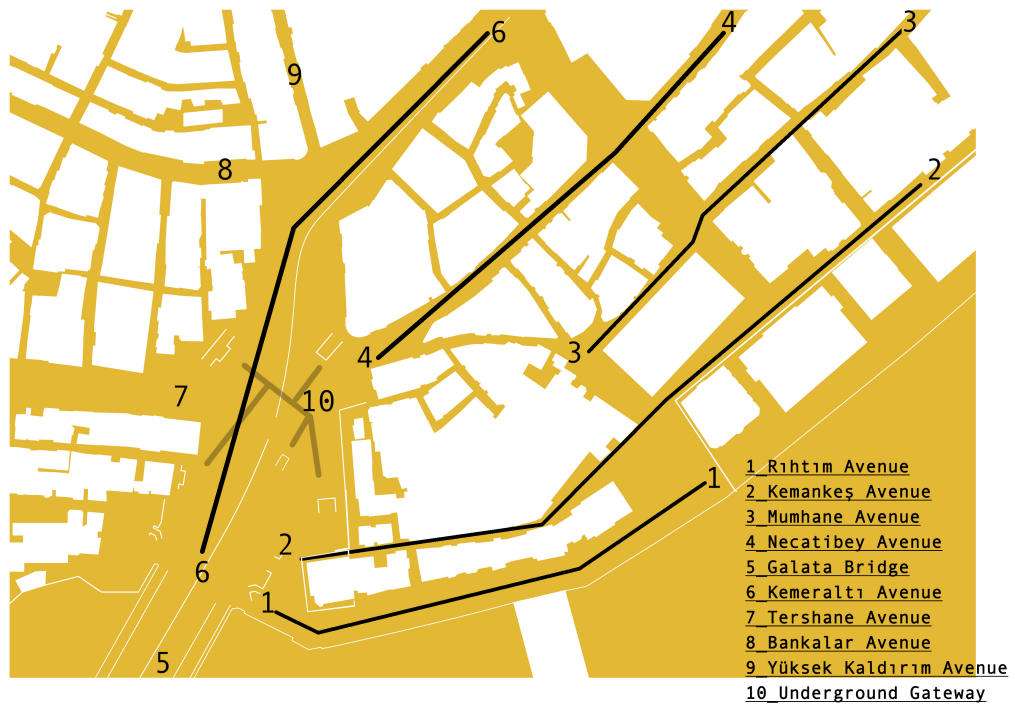 6
4
3
9
8
2
4
3
7
10
1
2
6
1
5
1_Rıhtım Avenue
2_Kemankeş Avenue
3_Mumhane Avenue
4_Necatibey Avenue
5_Galata Bridge
6_Kemeraltı Avenue
7_Tershane Avenue
8_Bankalar Avenue
9_Yüksek Kaldırım Avenue
10_Underground Gateway